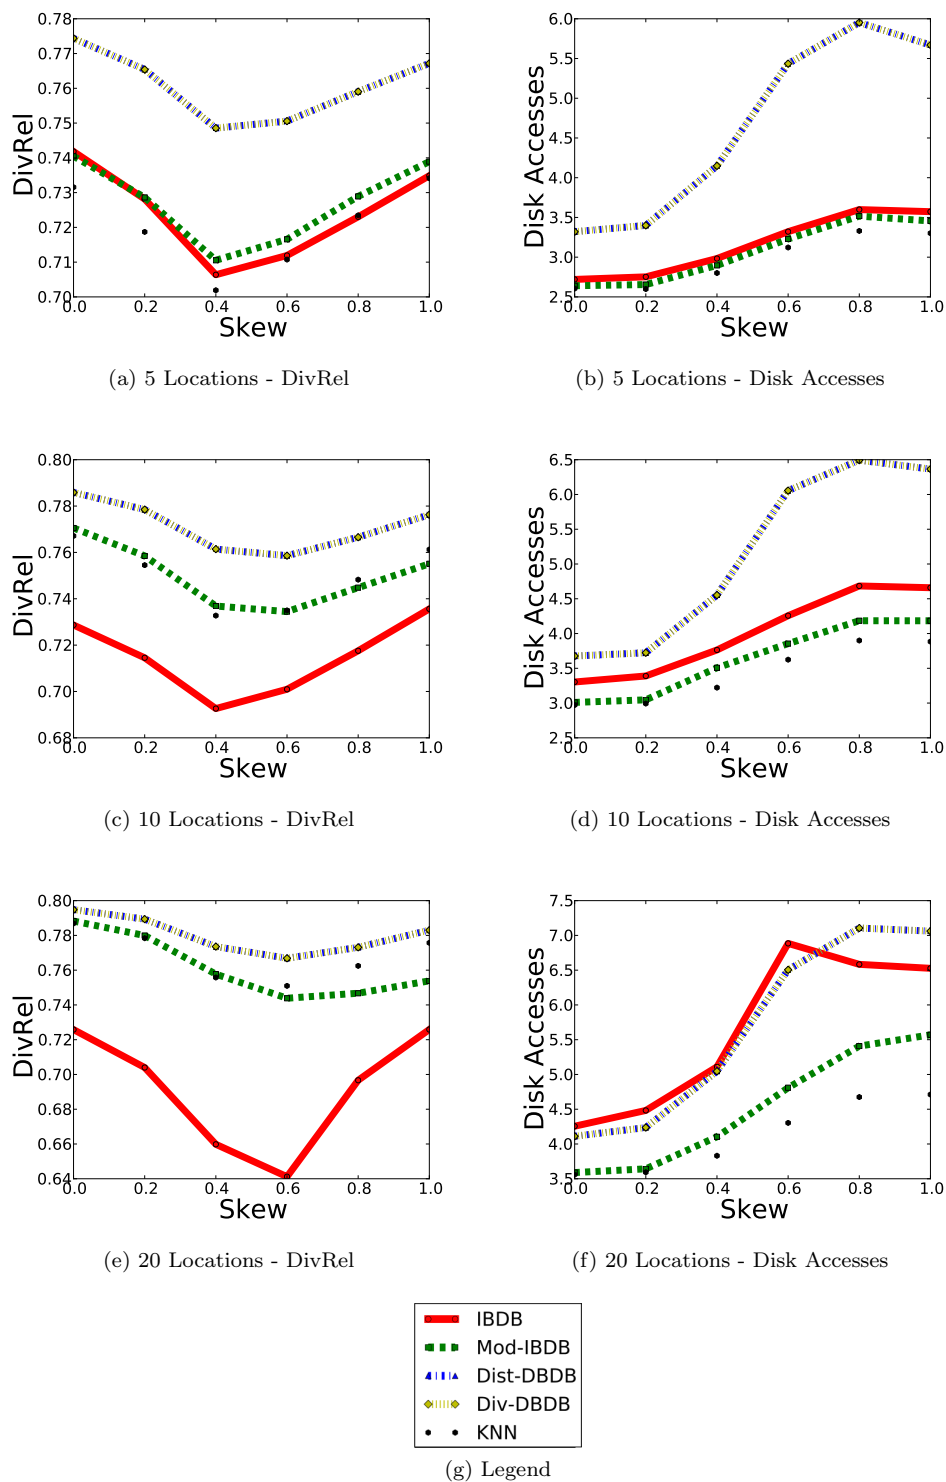 0.78
0.77
0.76
0.75
0.74
0.73
0.72
0.71
0.70
DivRel
0.0 0.2 0.4 0.6 0.8 1.0
Skew
(a) 5 Locations - DivRel
6.0
5.5
5.0
4.5
4.0
3.5
3.0
2.5
Disk Accesses
0.0 0.2 0.4 0.6 0.8 1.0
Skew
(b) 5 Locations - Disk Accesses
0.80
0.78
0.76
0.74
0.72
0.70
0.68
DivRel
0.0 0.2 0.4 0.6 0.8 1.0
Skew
(c) 10 Locations - DivRel
6.5
6.0
5.5
5.0
4.5
4.0
3.5
3.0
2.5
Disk Accesses
0.0 0.2 0.4 0.6 0.8 1.0
Skew
(d) 10 Locations - Disk Accesses
0.80
0.78
0.76
0.74
0.72
0.70
0.68
0.66
0.64
DivRel
0.0 0.2 0.4 0.6 0.8 1.0
Skew
(e) 20 Locations - DivRel
7.5
7.0
6.5
6.0
5.5
5.0
4.5
4.0
3.5
Disk Accesses
0.0 0.2 0.4 0.6 0.8 1.0
Skew
(f) 20 Locations - Disk Accesses
IBDB
Mod-IBDB
Dist-DBDB
Div-DBDB
KNN
(g) Legend